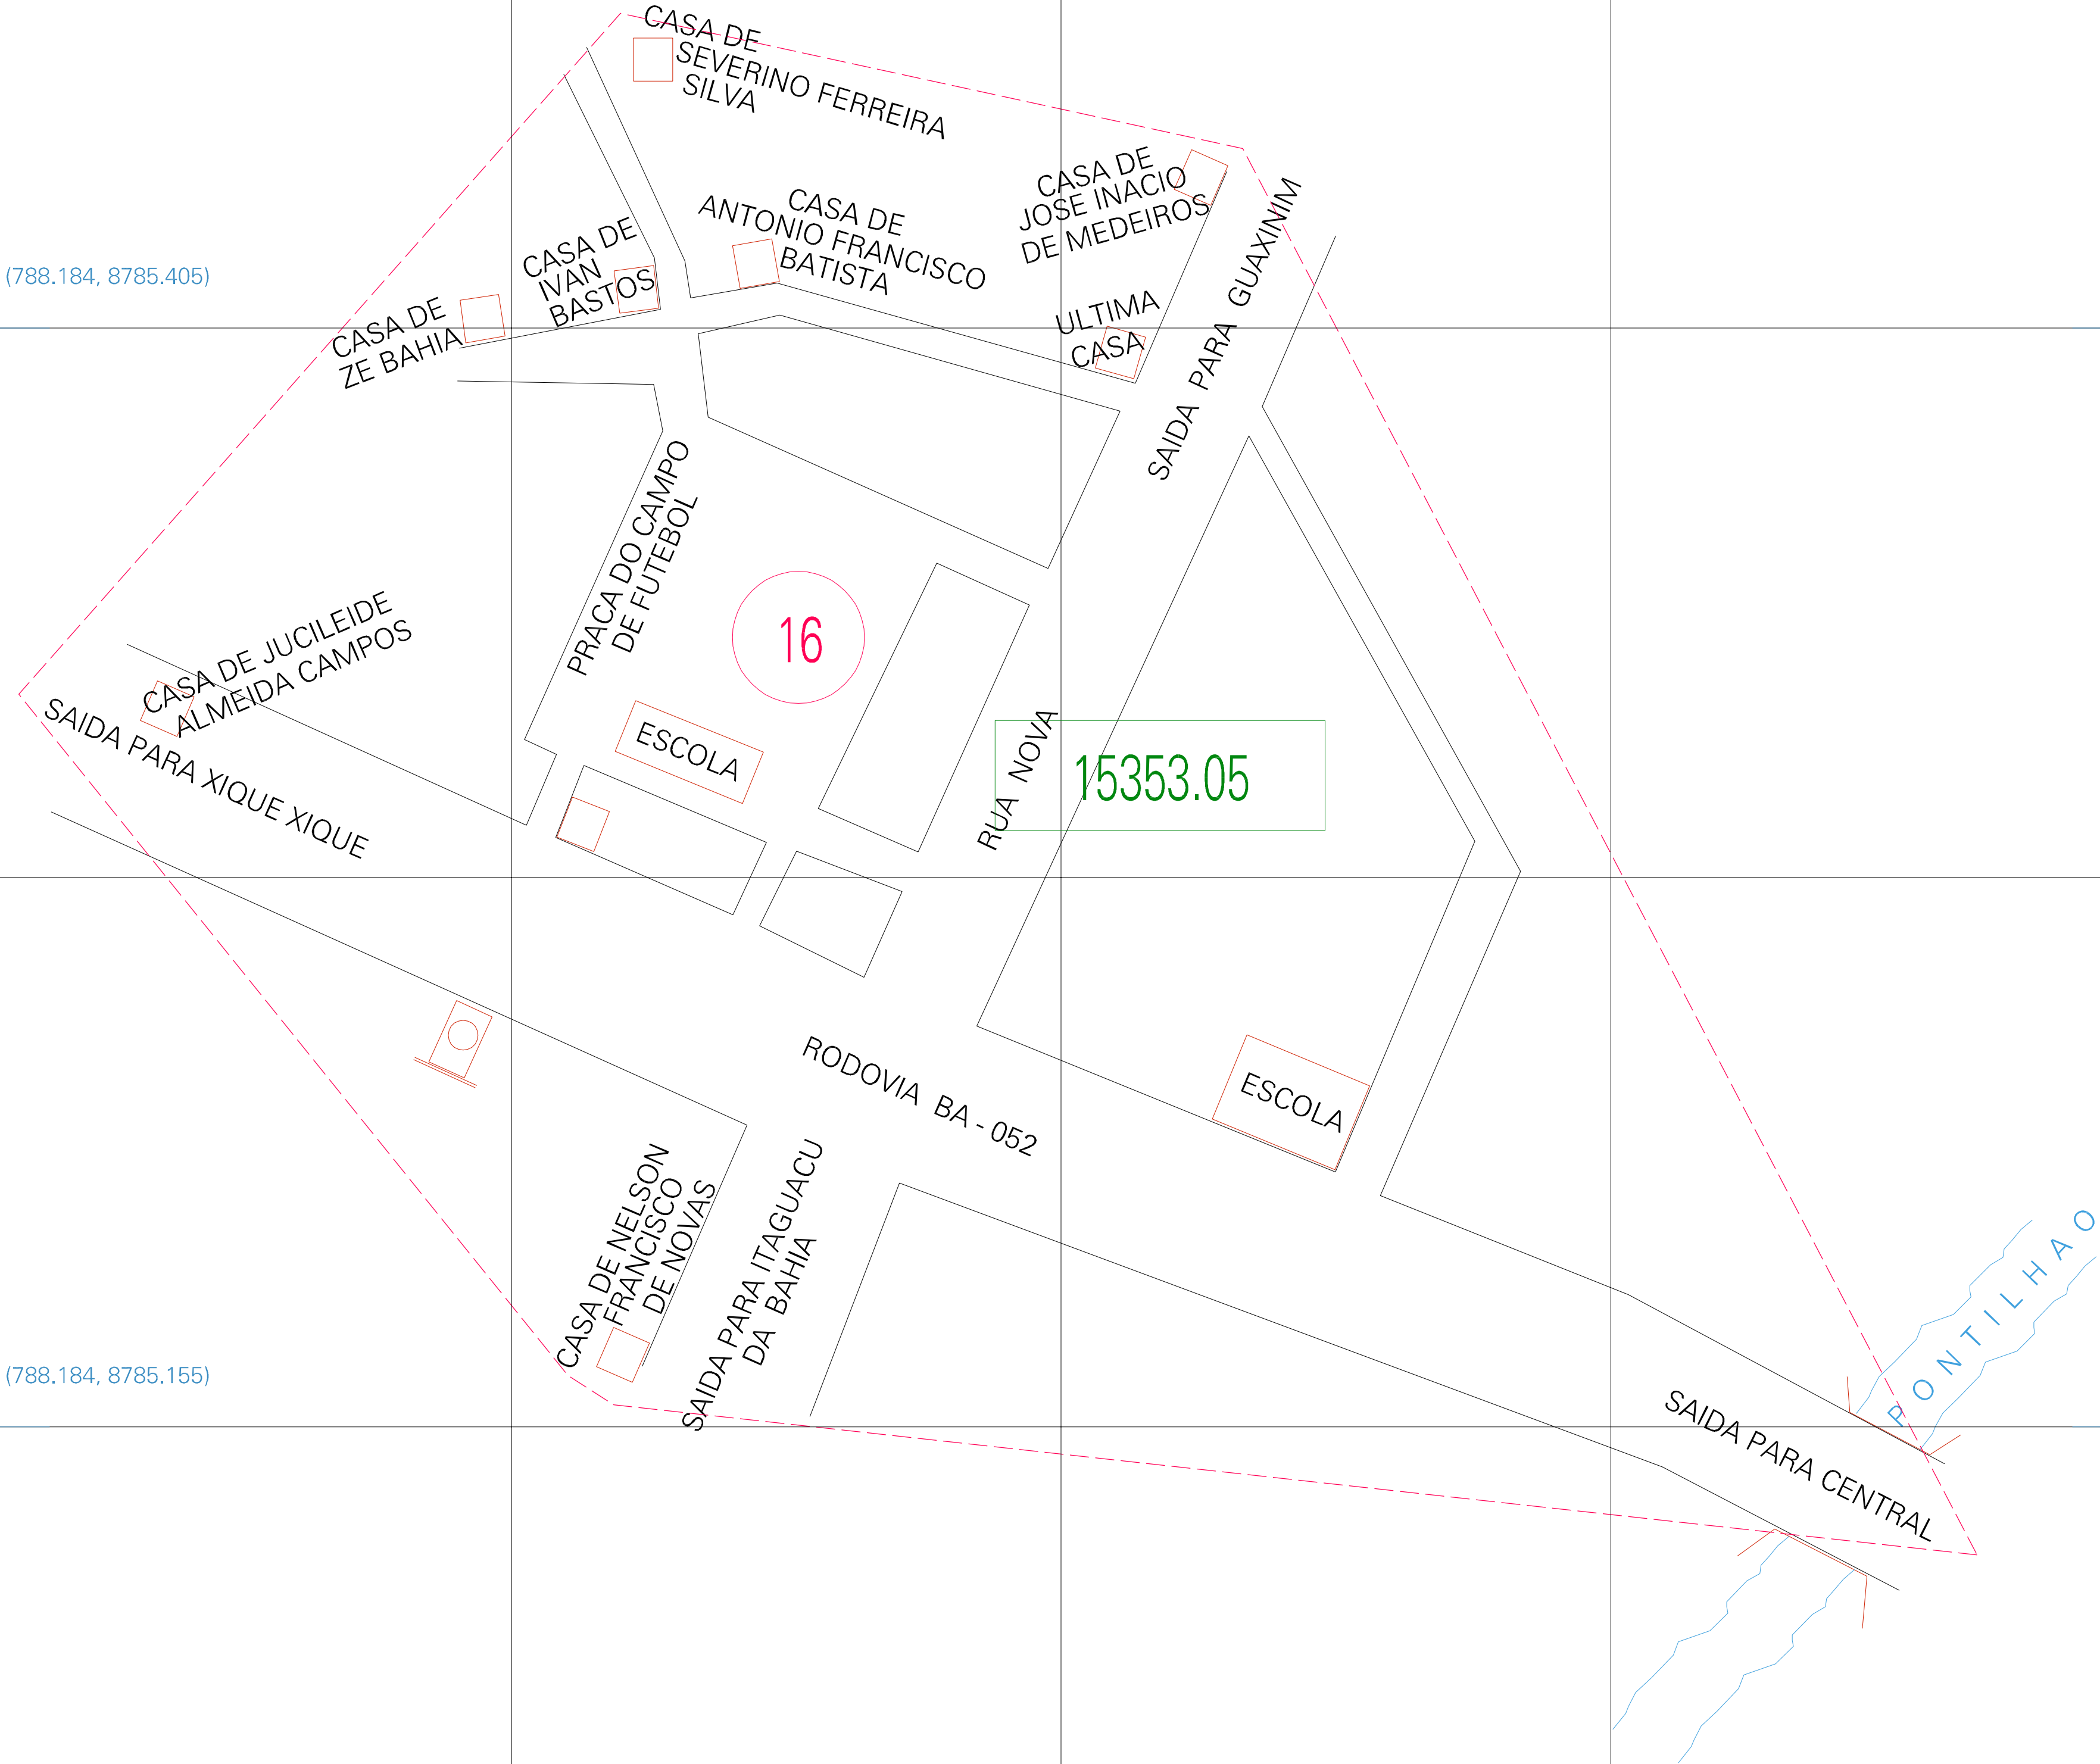 CASA DE
SEVERINO FERREIRA
SILVA
CASA DE
JOSE INACIO
DE MEDEIROS
CASA DE
ANTONIO FRANCISCO
BATISTA
SAIDA PARA GUAXINIM
CASA DE
IVAN
BASTOS
(788.184, 8785.405)
CASA DE
ZE BAHIA
ULTIMA
CASA
PRACA DO CAMPO
DE FUTEBOL
16
CASA DE JUCILEIDE
ALMEIDA CAMPOS
SAIDA PARA XIQUE XIQUE
ESCOLA
RUA NOVA
15353.05
RODOVIA BA - 052
ESCOLA
CASA DE NELSON
FRANCISCO
DE NOVAS
SAIDA PARA ITAGUACU
DA BAHIA
PONTILHAO
(788.184, 8785.155)
SAIDA PARA CENTRAL